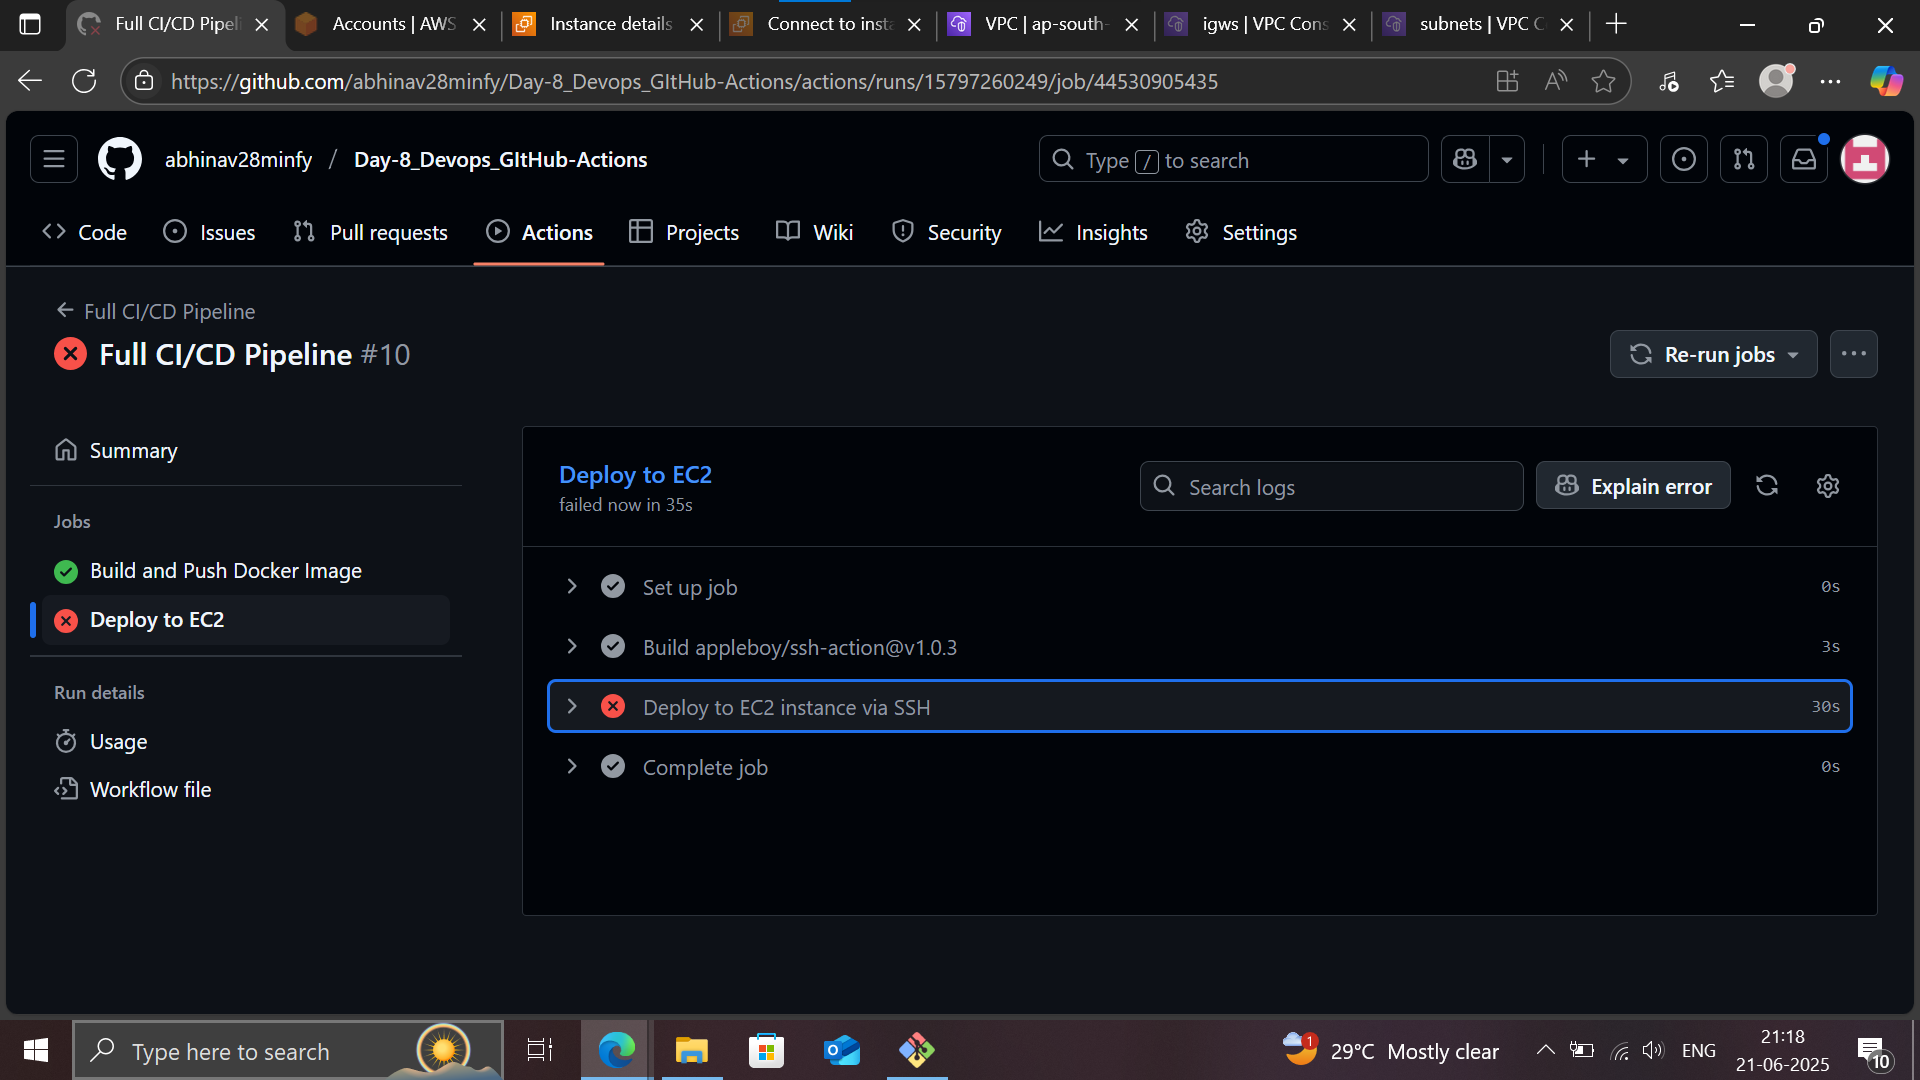 Full CI/CD Pipeli
Accounts | AWS
Instance details
Connect to insta
VPC | ap-south-
igws | VPC Cons
subnets | VPC C
https://github.com/abhinav28minfy/Day-8_Devops_GItHub-Actions/actions/runs/15797260249/job/44530905435
abhinav28minfy / Day-8_Devops_GItHub-Actions
Type / to search
Code
Issues
Pull requests
Actions
Projects
Wiki
Security
Insights
Settings
Full CI/CD Pipeline
Full CI/CD Pipeline #10
Re-run jobs
Summary
Jobs
Build and Push Docker Image
Deploy to EC2
Run details
Usage
Workflow file
Deploy to EC2
failed now in 35s
Search logs
Explain error
Set up job 0s
Build appleboy/ssh-action@v1.0.3 3s
Deploy to EC2 instance via SSH 30s
Complete job 0s
Type here to search
1
29°C Mostly clear
ENG
21:18
21-06-2025
10